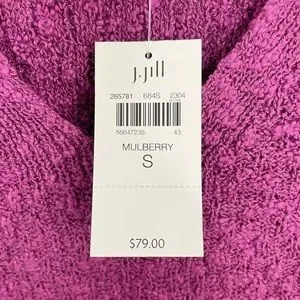 J.Jill
265781 684S 2304
56647235 43
MULBERRY
S
$79.00